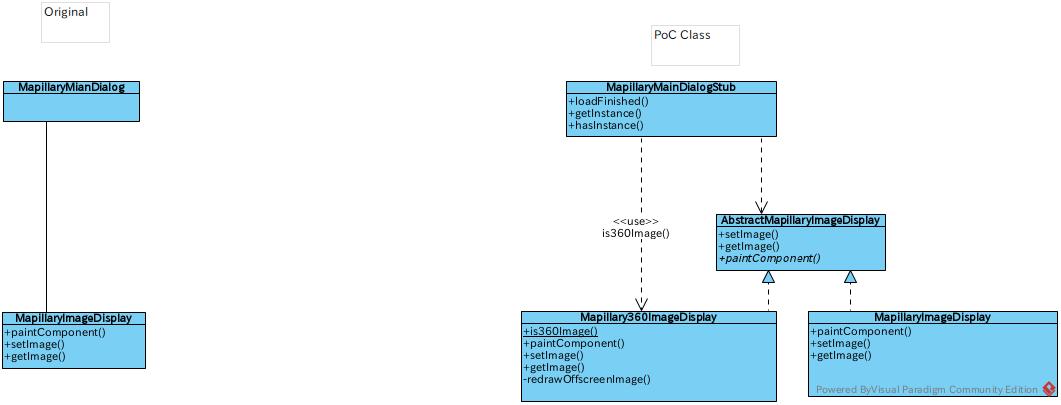 Original
MapillaryMianDialog
MapillaryImageDisplay
+paintComponent()
+setImage()
+getImage()
PoC Class
MapillaryMainDialogStub
+loadFinished()
+getInstance()
+hasInstance()
<<use>>
is360Image()
AbstractMapillaryImageDisplay
+setImage()
+getImage()
+paintComponent()
Mapillary360ImageDisplay
+is360Image()
+paintComponent()
+setImage()
+getImage()
-redrawOffscreenImage()
MapillaryImageDisplay
+paintComponent()
+setImage()
+getImage()
Powered ByVisual Paradigm Community Edition